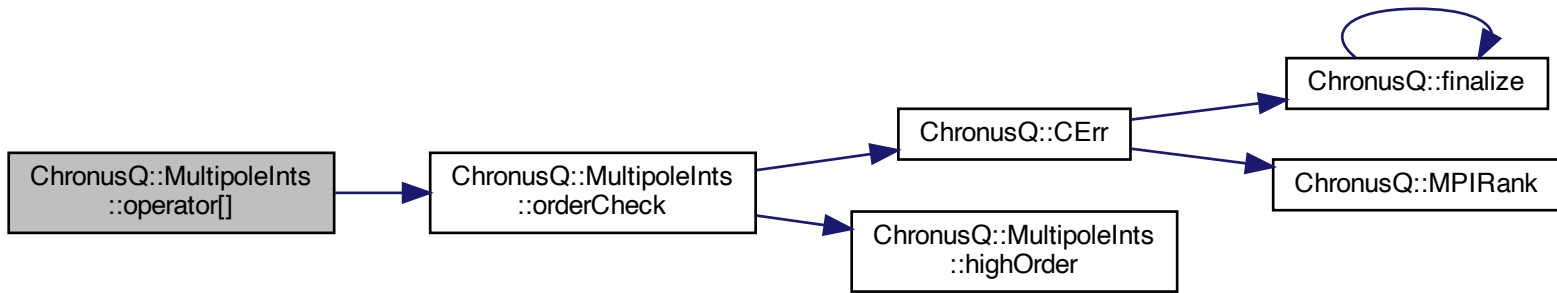 ChronusQ::MultipoleInts
::operator[]
ChronusQ::MultipoleInts
::orderCheck
ChronusQ::CErr
ChronusQ::finalize
ChronusQ::MPIRank
ChronusQ::MultipoleInts
::highOrder